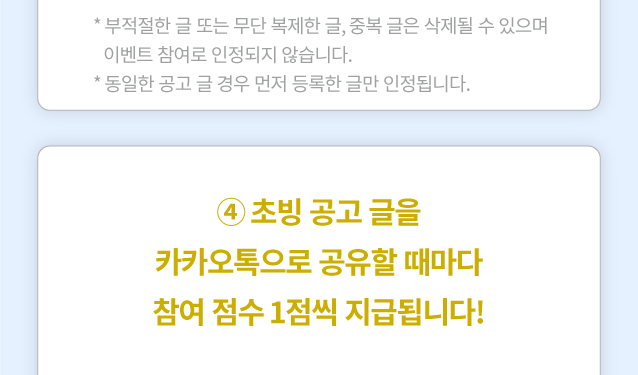 * 부적절한 글 또는 무단 복제한 글, 중복 글은 삭제될 수 있으며
이벤트 참여로 인정되지 않습니다.
* 동일한 공고 글 경우 먼저 등록한 글만 인정됩니다.
④ 초빙 공고 글을
카카오톡으로 공유할 때마다
참여 점수 1점씩 지급됩니다!